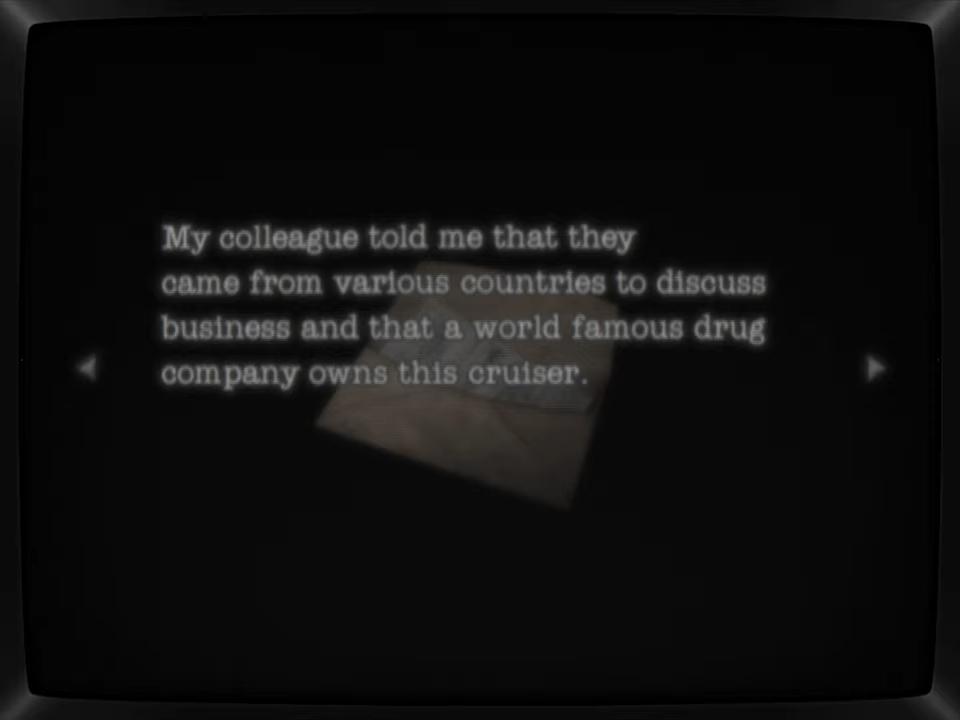 My colleague told me that they
came from various countries to discuss
business and that a world famous drug
company owns this cruiser.